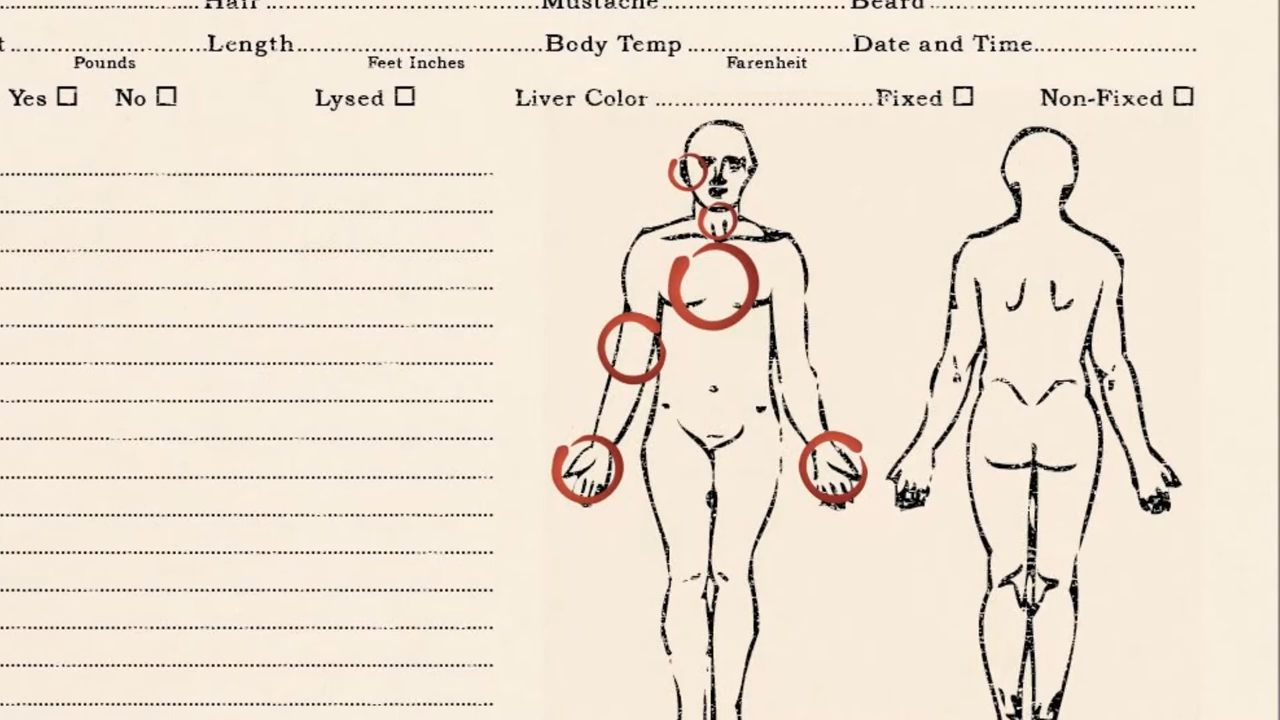 Hair Mustache Beard
Length Body Temp Date and Time
Pounds Feet Inches Farenheit
Yes No Lysed Liver Color Fixed Non-Fixed